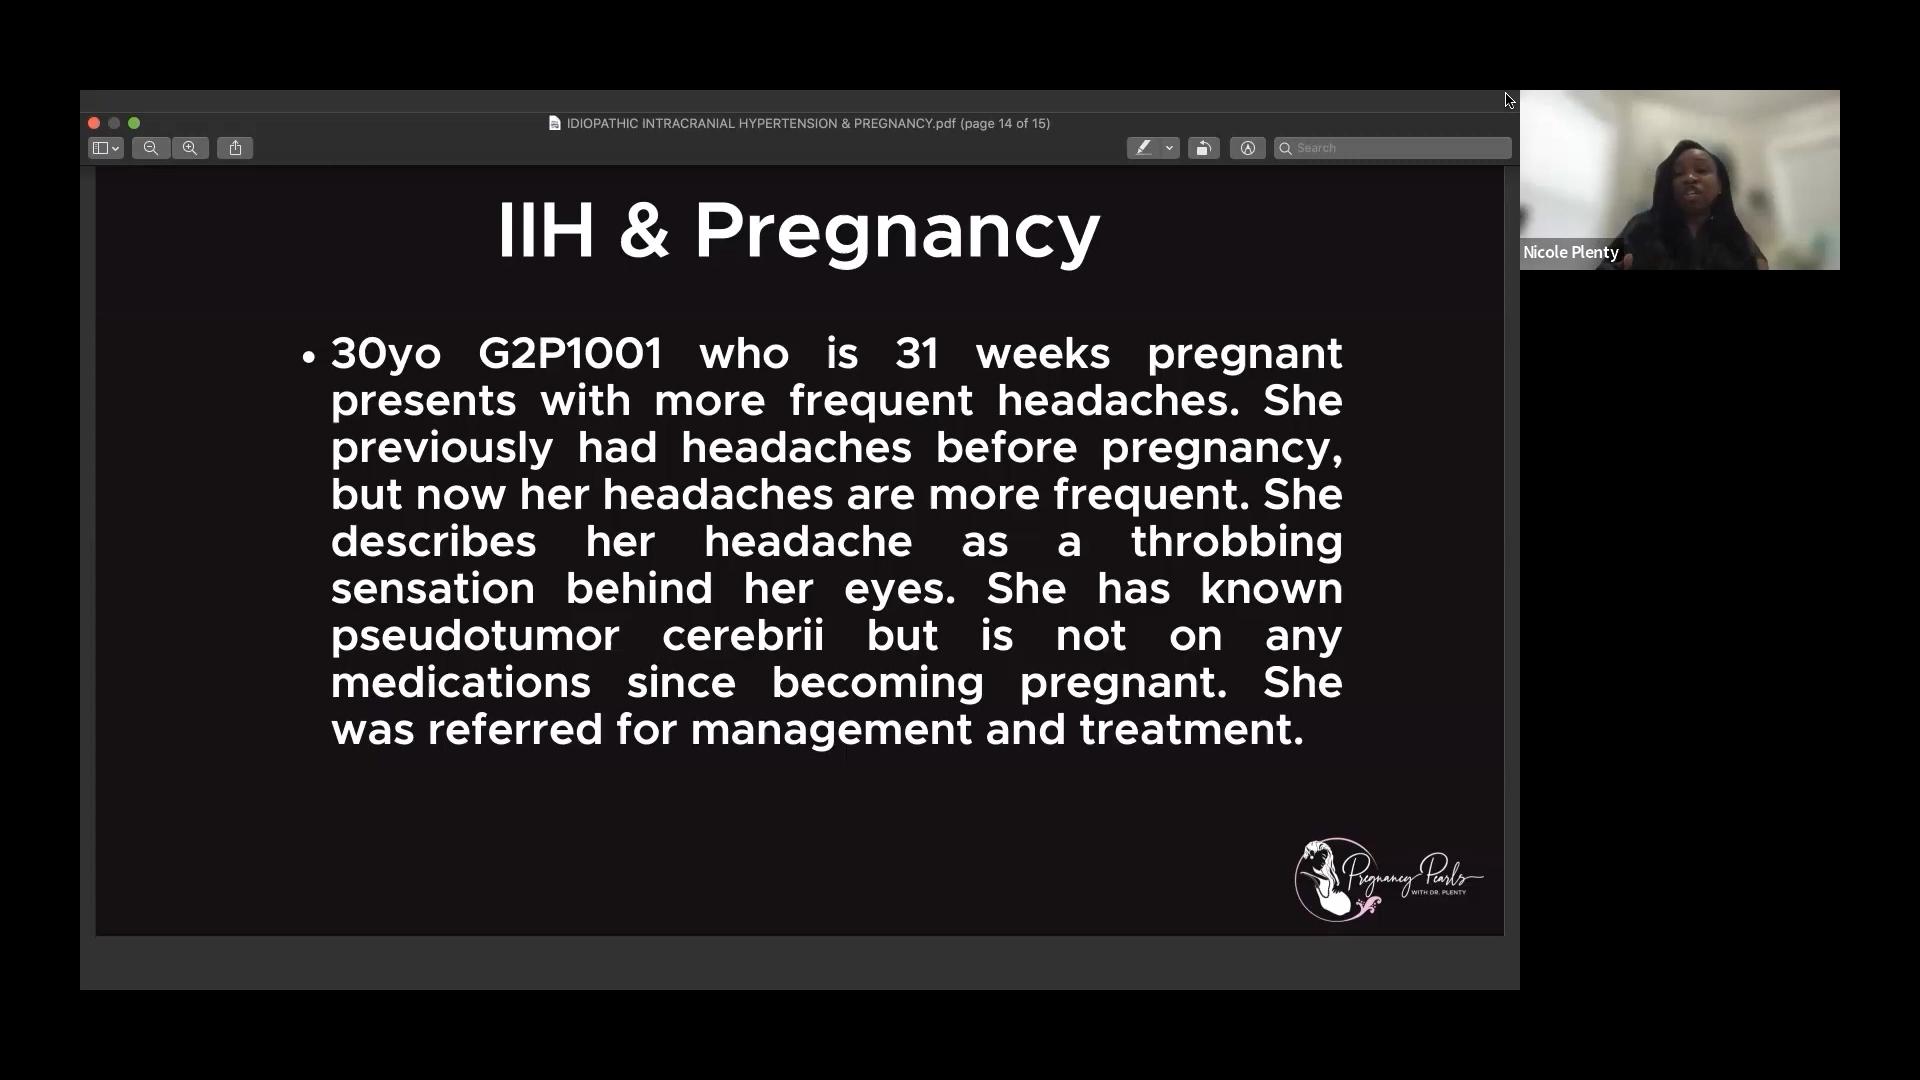 IDIOPATHIC INTRACRANIAL HYPERTENSION & PREGNANCY.pdf (page 14 of 15)
Search
Nicole Plenty
IIH & Pregnancy
• 30yo G2P1001 who is 31 weeks pregnant
presents with more frequent headaches. She
previously had headaches before pregnancy,
but now her headaches are more frequent. She
describes her headache as a throbbing
sensation behind her eyes. She has known
pseudotumor cerebrii but is not on any
medications since becoming pregnant. She
was referred for management and treatment.
Pregnancy Pearls
WITH DR. PLENTY